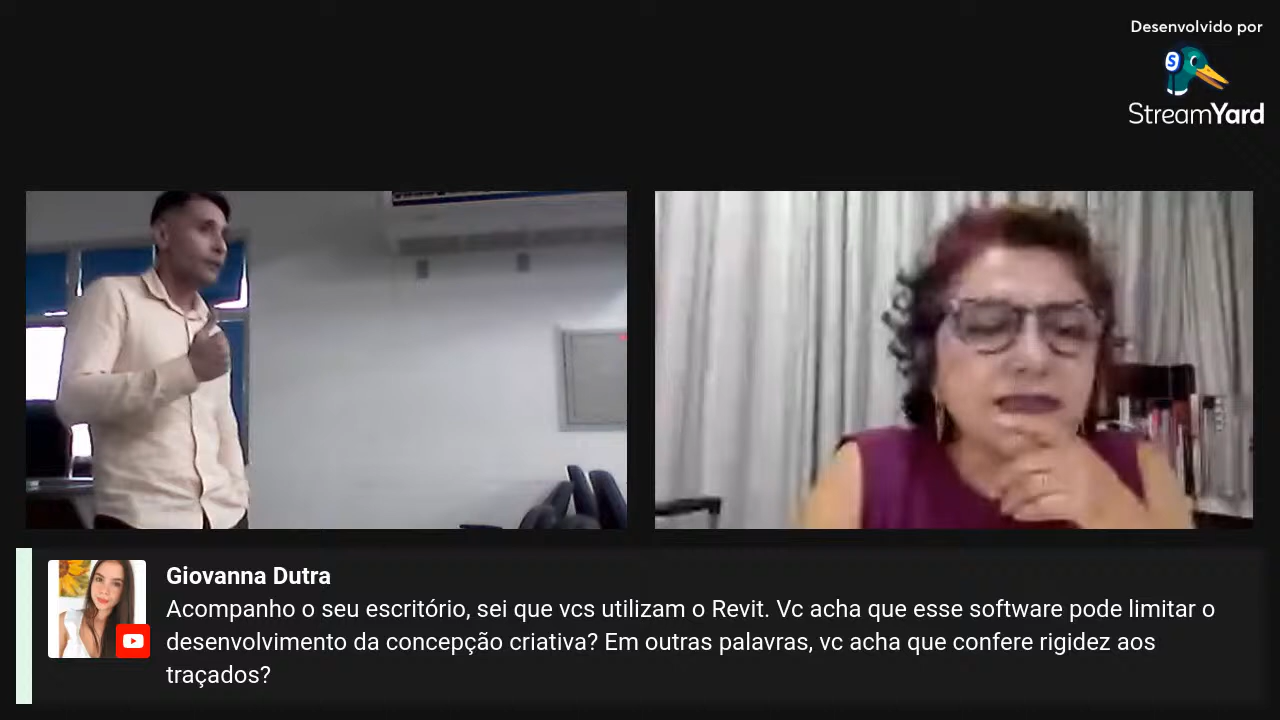 Desenvolvido por
StreamYard
Giovanna Dutra
Acompanho o seu escritório, sei que vcs utilizam o Revit. Vc acha que esse software pode limitar o
desenvolvimento da concepção criativa? Em outras palavras, vc acha que confere rigidez aos
traçados?